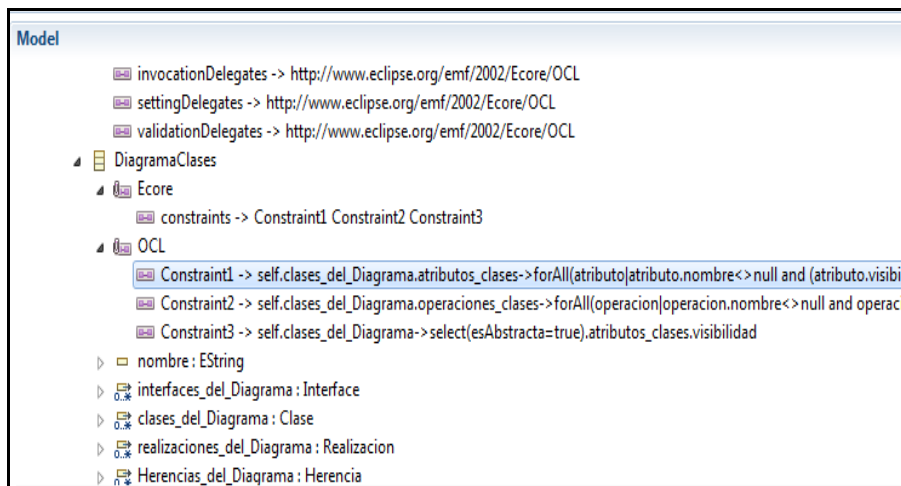 Model
invocationDelegates -> http://www.eclipse.org/emf/2002/Ecore/OCL
settingDelegates -> http://www.eclipse.org/emf/2002/Ecore/OCL
validationDelegates -> http://www.eclipse.org/emf/2002/Ecore/OCL
DiagramaClases
Ecore
constraints -> Constraint1 Constraint2 Constraint3
OCL
Constraint1 -> self.clases_del_Diagrama.atributos_clases->forAll(atributo|atributo.nombre<>null and (atributo.visibi
Constraint2 -> self.clases_del_Diagrama.operaciones_clases->forAll(operacion|operacion.nombre<>null and operac
Constraint3 -> self.clases_del_Diagrama->select(esAbstracta=true).atributos_clases.visibilidad
nombre : EString
0..* interfaces_del_Diagrama : Interface
0..* clases_del_Diagrama : Clase
0..* realizaciones_del_Diagrama : Realizacion
0..* Herencias_del_Diagrama : Herencia